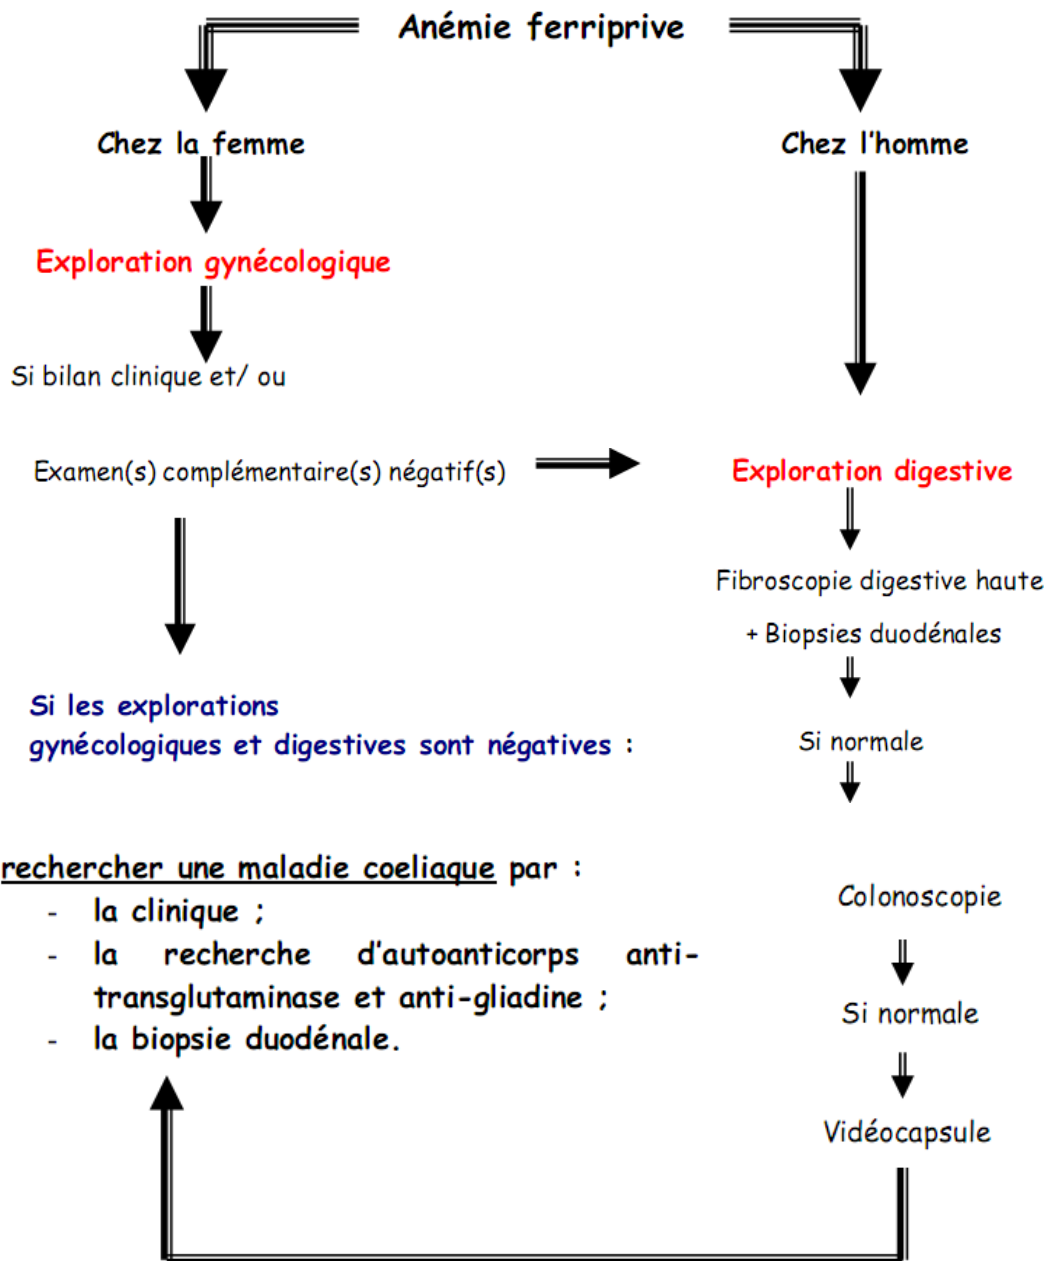 Anémie ferriprive
Chez la femme
Chez l'homme
Exploration gynécologique
Si bilan clinique et/ ou
Examen(s) complémentaire(s) négatif(s)
Exploration digestive
Fibroscopie digestive haute
+ Biopsies duodénales
Si les explorations
gynécologiques et digestives sont négatives :
Si normale
rechercher une maladie coeliaque par :
- la clinique ;
- la recherche d'autoanticorps anti-
transglutaminase et anti-gliadine ;
- la biopsie duodénale.
Colonoscopie
Si normale
Vidéocapsule